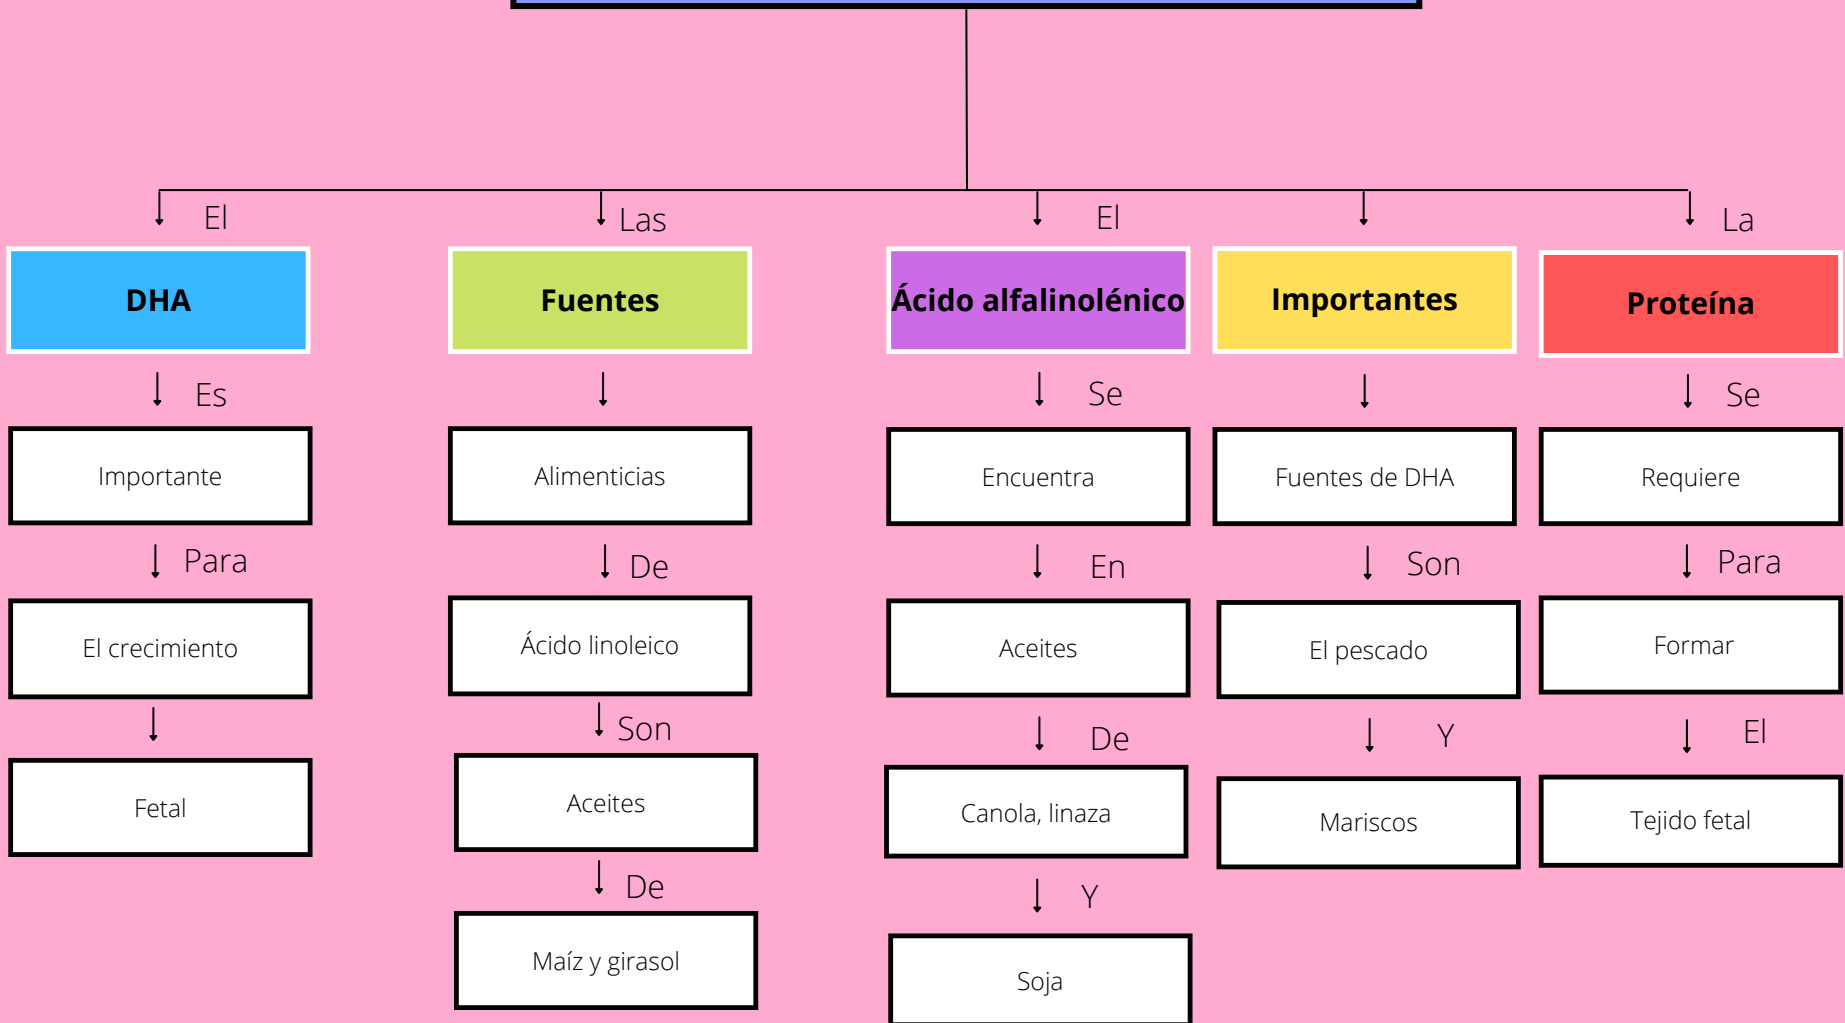 El
Las
El
La
DHA
Fuentes
Ácido alfalinolénico
Importantes
Proteína
Es
Se
Se
Importante
Alimenticias
Encuentra
Fuentes de DHA
Requiere
Para
De
En
Son
Para
El crecimiento
Ácido linoleico
Aceites
El pescado
Formar
Son
De
Y
El
Fetal
Aceites
Canola, linaza
Mariscos
Tejido fetal
De
Y
Maíz y girasol
Soja